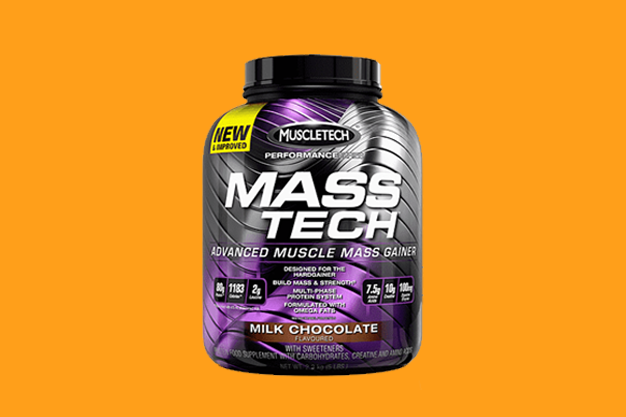 NEW
& IMPROVED
MUSCLETECH
PERFORMANCE
MASS
TECH
ADVANCED MUSCLE MASS GAINER
DESIGNED FOR THE
HARDGAINER
BUILD MASS & STRENGTH
MULTI-PHASE
PROTEIN SYSTEM
FORMULATED WITH
OMEGA FATS
80g 1183 2g
7.5g 10g 100mg
MILK CHOCOLATE
FLAVOURED
WITH SWEETENERS
FOOD SUPPLEMENT WITH CARBOHYDRATES, CREATINE AND AMINO